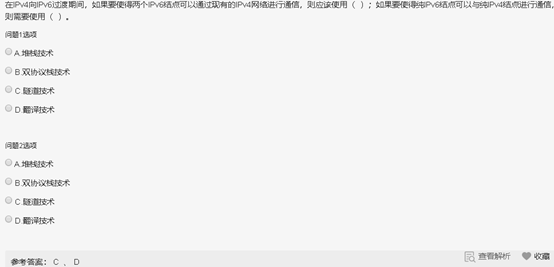 在IPv4向IPv6过渡期间，如果要使得两个IPv6结点可以通过现有的IPv4网络进行通信，则应该使用（ ）；如果要使得纯IPv6结点可以与纯IPv4结点进行通信，
则需要使用（ ）。
问题1选项
A.堆栈技术
B.双协议栈技术
C.隧道技术
D.翻译技术
问题2选项
A.堆栈技术
B.双协议栈技术
C.隧道技术
D.翻译技术
参考答案： C 、 D 查看解析 收藏